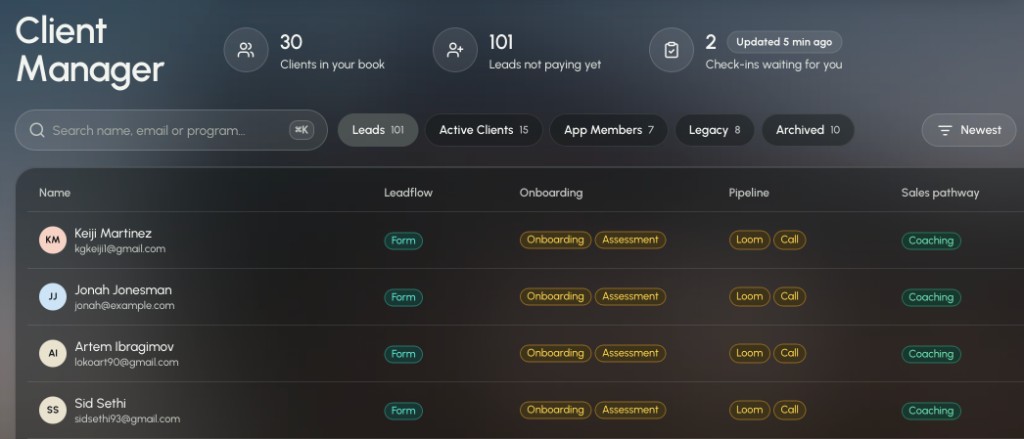 Client
Manager
30
Clients in your book
101
Leads not paying yet
2 Updated 5 min ago
Check-ins waiting for you
Search name, email or program... ⌘K
Leads 101
Active Clients 15
App Members 7
Legacy 8
Archived 10
Newest
Name Leadflow Onboarding Pipeline Sales pathway
KM Keiji Martinez Form Onboarding Assessment Loom Call Coaching
kgkeiji1@gmail.com
JJ Jonah Jonesman Form Onboarding Assessment Loom Call Coaching
jonah@example.com
AI Artem Ibragimov Form Onboarding Assessment Loom Call Coaching
lokoart90@gmail.com
SS Sid Sethi Form Onboarding Assessment Loom Call Coaching
sidsethi93@gmail.com